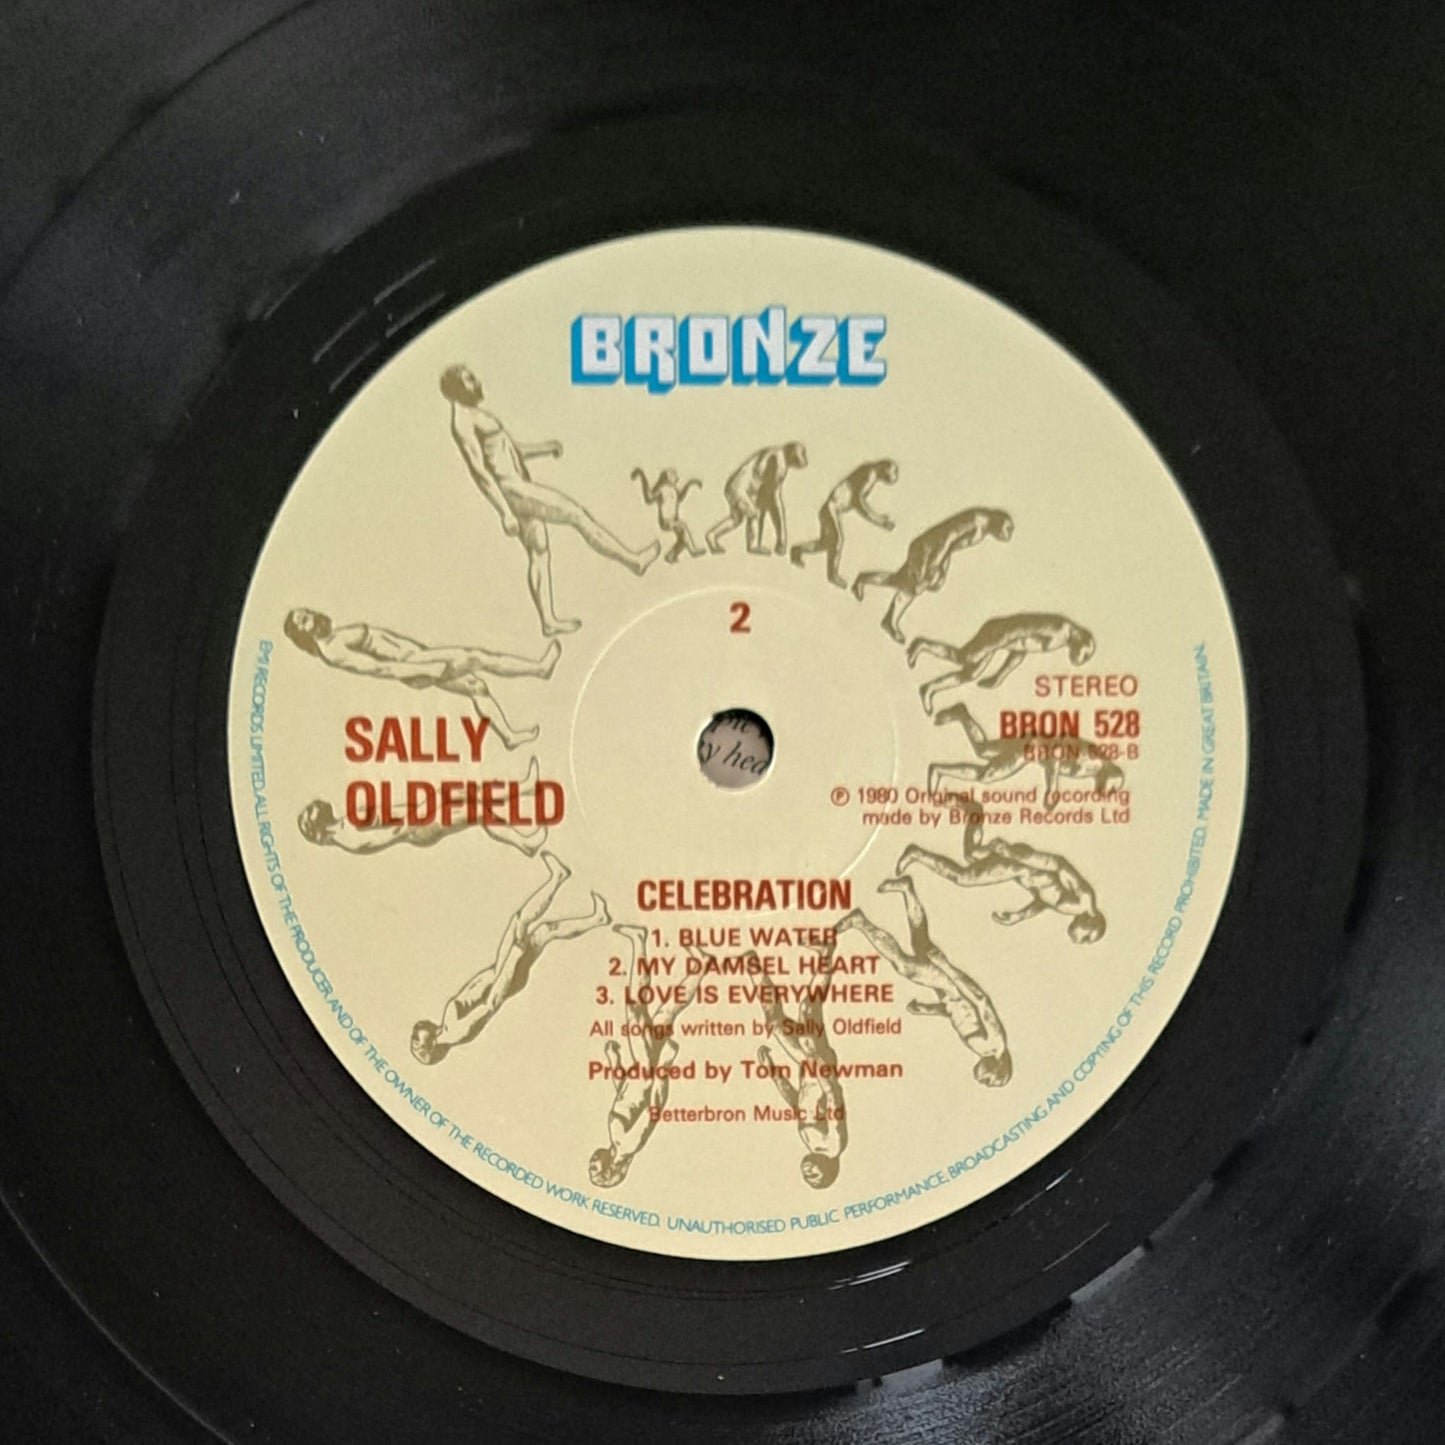 BRONZE
2
STEREO
BRON 528
BRON 528-B
SALLY
OLDFIELD
℗ 1980 Original sound recording
made by Bronze Records Ltd
CELEBRATION
1. BLUE WATER
2. MY DAMSEL HEART
3. LOVE IS EVERYWHERE
All songs written by Sally Oldfield
Produced by Tom Newman
Betterbron Music Ltd
EMI RECORDS LIMITED. ALL RIGHTS OF THE PRODUCER AND OF THE OWNER OF THE RECORDED WORK RESERVED. UNAUTHORISED PUBLIC PERFORMANCE, BROADCASTING AND COPYING OF THIS RECORD PROHIBITED. MADE IN GREAT BRITAIN.